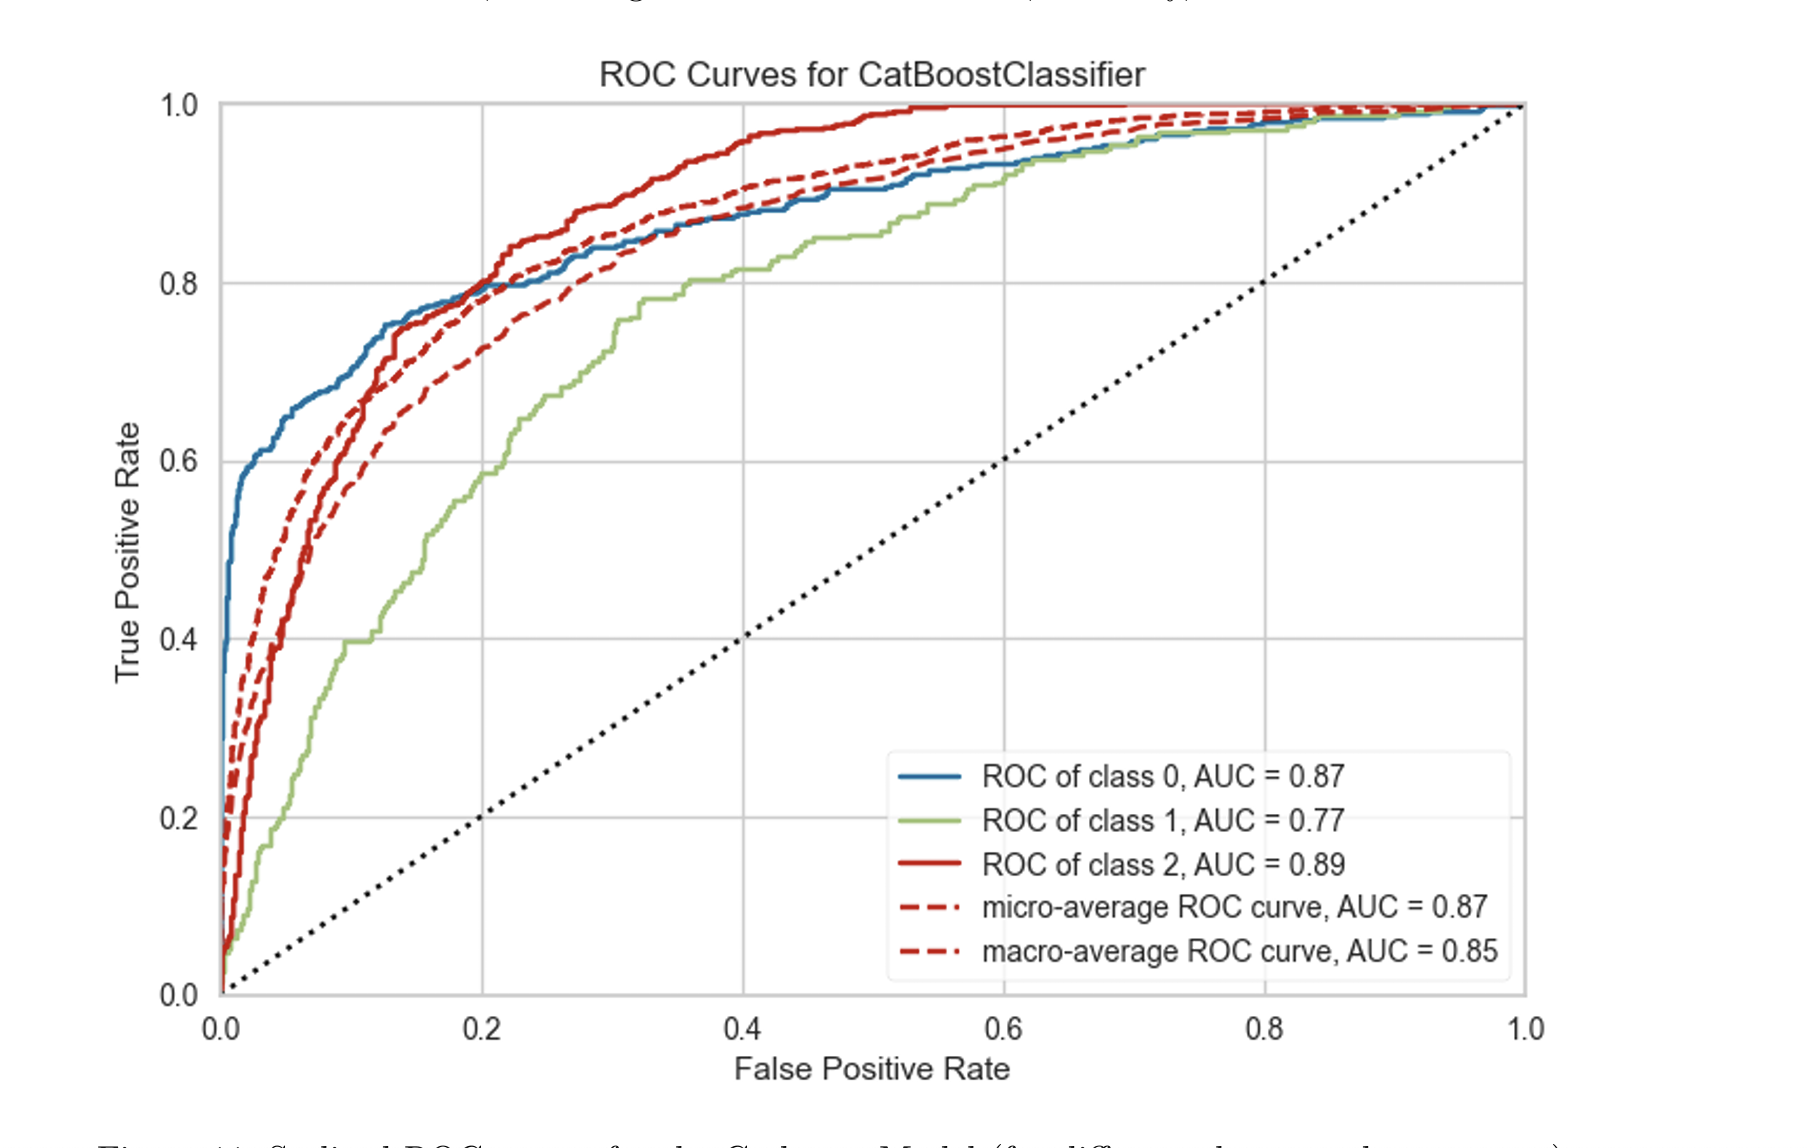 ROC Curves for CatBoostClassifier
1.0
0.8
0.6
0.4
0.2
0.0
True Positive Rate
ROC of class 0, AUC = 0.87
ROC of class 1, AUC = 0.77
ROC of class 2, AUC = 0.89
micro-average ROC curve, AUC = 0.87
macro-average ROC curve, AUC = 0.85
0.0 0.2 0.4 0.6 0.8 1.0
False Positive Rate